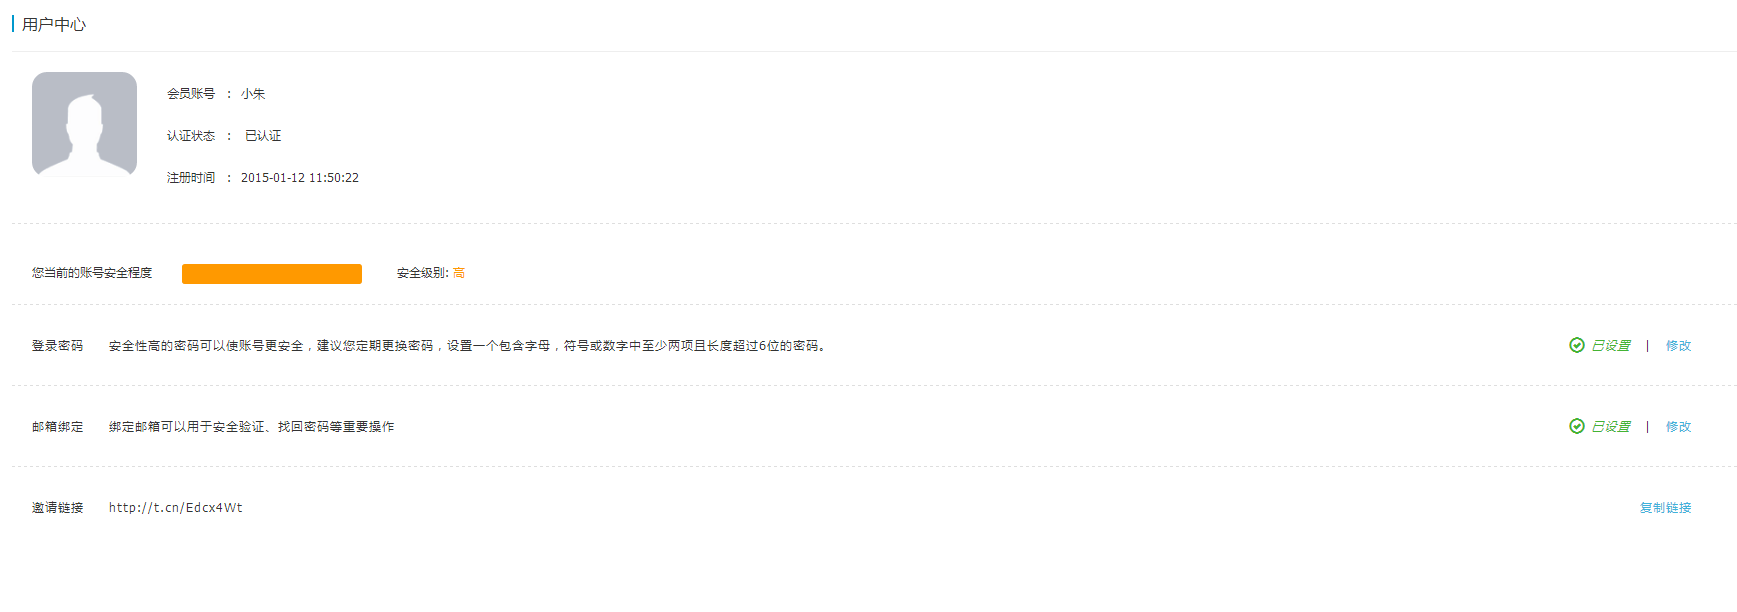 用户中心
会员账号 : 小朱
认证状态 : 已认证
注册时间 : 2015-01-12 11:50:22
您当前的账号安全程度 安全级别: 高
登录密码 安全性高的密码可以使账号更安全，建议您定期更换密码，设置一个包含字母，符号或数字中至少两项且长度超过6位的密码。 已设置 | 修改
邮箱绑定 绑定邮箱可以用于安全验证、找回密码等重要操作 已设置 | 修改
邀请链接 http://t.cn/Edcx4Wt 复制链接